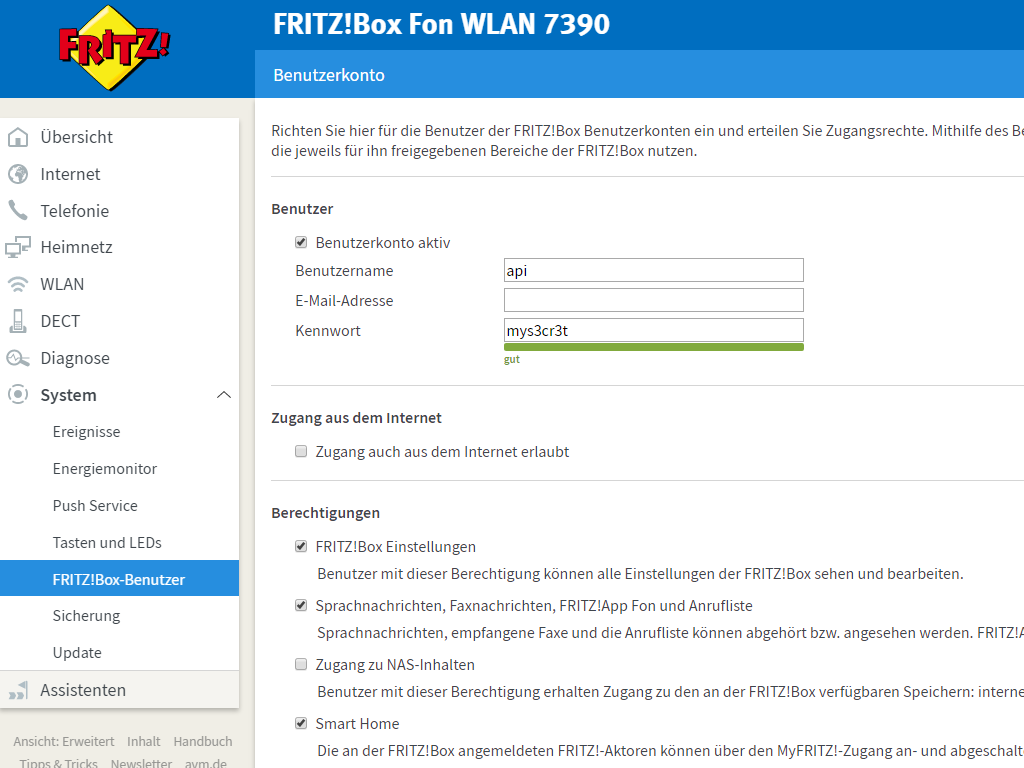 FRITZ!
FRITZ!Box Fon WLAN 7390
Benutzerkonto
Übersicht
Internet
Telefonie
Heimnetz
WLAN
DECT
Diagnose
System
Ereignisse
Energiemonitor
Push Service
Tasten und LEDs
FRITZ!Box-Benutzer
Sicherung
Update
Assistenten
Ansicht: Erweitert Inhalt Handbuch
Tipps & Tricks Newsletter avm.de
Richten Sie hier für die Benutzer der FRITZ!Box Benutzerkonten ein und erteilen Sie Zugangsrechte. Mithilfe des
die jeweils für ihn freigegebenen Bereiche der FRITZ!Box nutzen.
Benutzer
Benutzerkonto aktiv
Benutzername api
E-Mail-Adresse
Kennwort mys3cr3t
gut
Zugang aus dem Internet
Zugang auch aus dem Internet erlaubt
Berechtigungen
FRITZ!Box Einstellungen
Benutzer mit dieser Berechtigung können alle Einstellungen der FRITZ!Box sehen und bearbeiten.
Sprachnachrichten, Faxnachrichten, FRITZ!App Fon und Anrufliste
Sprachnachrichten, empfangene Faxe und die Anrufliste können abgehört bzw. angesehen werden. FRITZ!A
Zugang zu NAS-Inhalten
Benutzer mit dieser Berechtigung erhalten Zugang zu den an der FRITZ!Box verfügbaren Speichern: interne
Smart Home
Die an der FRITZ!Box angemeldeten FRITZ!-Aktoren können über den MyFRITZ!-Zugang an- und abgeschalt